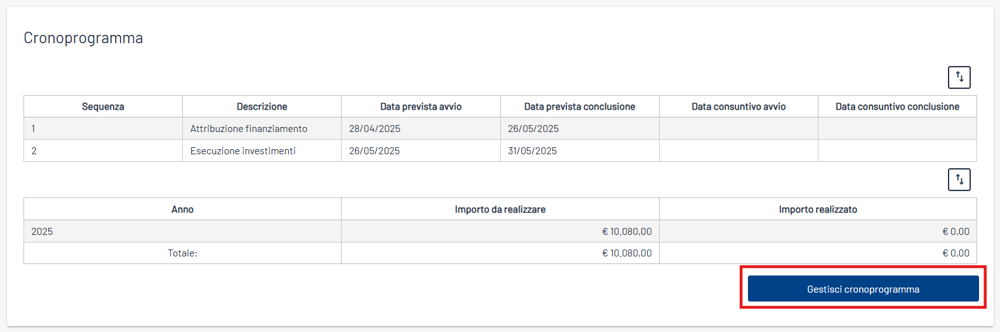 Cronoprogramma
Sequenza Descrizione Data prevista avvio Data prevista conclusione Data consuntivo avvio Data consuntivo conclusione
1 Attribuzione finanziamento 28/04/2025 26/05/2025
2 Esecuzione investimenti 26/05/2025 31/05/2025
Anno Importo da realizzare Importo realizzato
2025 € 10.080,00 € 0,00
Totale: € 10.080,00 € 0,00
Gestisci cronoprogramma